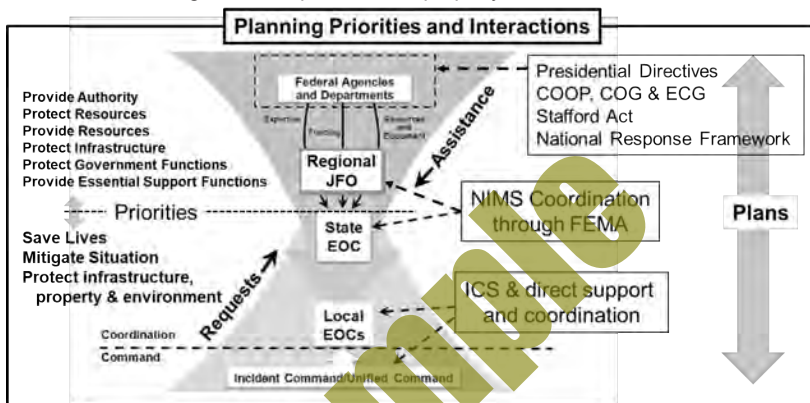 Planning Priorities and Interactions
Federal Agencies
and Departments
Presidential Directives
COOP, COG & ECG
Stafford Act
National Response Framework
Provide Authority
Protect Resources
Provide Resources
Protect Infrastructure
Protect Government Functions
Provide Essential Support Functions
Expertise
Funding
Resources
and
Equipment
Assistance
Regional
JFO
Priorities
NIMS Coordination
through FEMA
Plans
State
EOC
Save Lives
Mitigate Situation
Protect infrastructure,
property & environment
Requests
ICS & direct support
and coordination
Local
EOCs
Coordination
Command
Incident Command/Unified Command